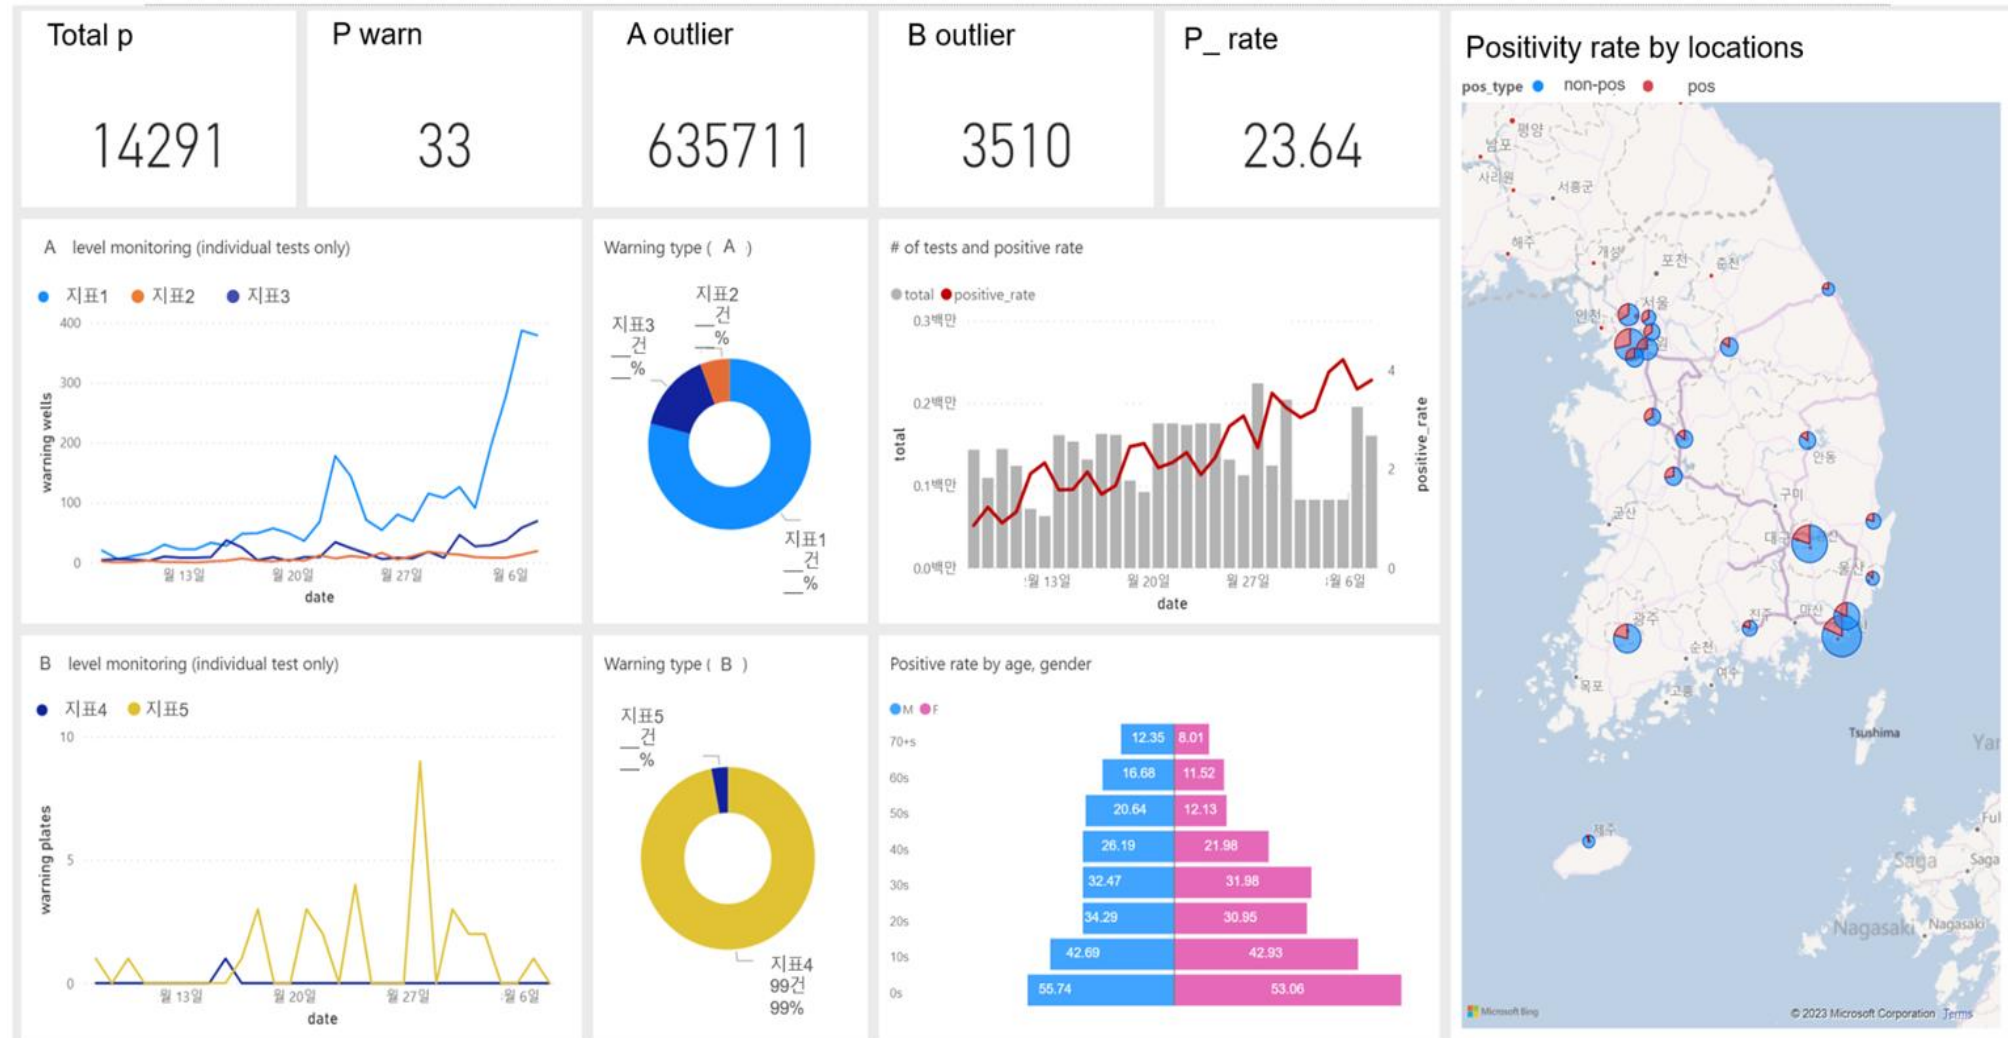 Total p
14291
P warn
33
A outlier
635711
B outlier
3510
P_ rate
23.64
A level monitoring (individual tests only)
지표1 지표2 지표3
400
300
200
100
0
warning wells
월 13일 월 20일 월 27일 월 6일
date
Warning type ( A )
지표2
__건
__%
지표3
__건
__%
지표1
__건
__%
# of tests and positive rate
total positive_rate
0.3백만
0.2백만
0.1백만
0.0백만
total
4
2
0
positive_rate
월 13일 월 20일 월 27일 월 6일
date
B level monitoring (individual test only)
지표4 지표5
10
5
0
warning plates
월 13일 월 20일 월 27일 월 6일
date
Warning type ( B )
지표5
__건
__%
지표4
99건
99%
Positive rate by age, gender
M F
70+s 12.35 8.01
60s 16.68 11.52
50s 20.64 12.13
40s 26.19 21.98
30s 32.47 31.98
20s 34.29 30.95
10s 42.69 42.93
0s 55.74 53.06
Positivity rate by locations
pos_type non-pos pos
평양
남포
사리원
서흥군
해주
개성
포천
춘천
서울
인천
안동
구미
군산
울산
진주
마산
광주
순천
여수
목포
고흥
제주
Tsushima
Saga
Saga
Nagasaki
Nagasaki
Microsoft Bing
© 2023 Microsoft Corporation Terms